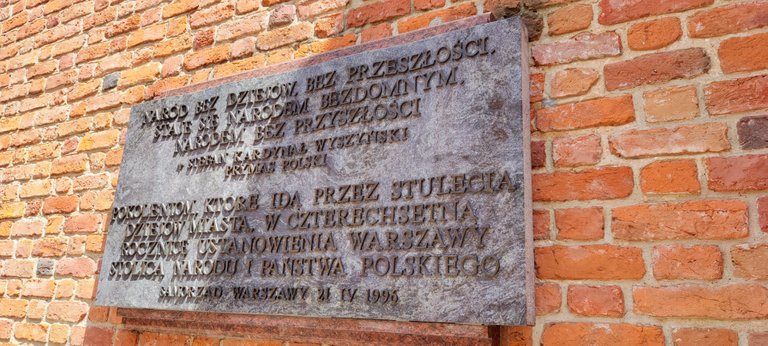 NARÓD BEZ DZIEJÓW, BEZ PRZESZŁOŚCI,
STAJE SIĘ NARODEM BEZDOMNYM,
NARODEM BEZ PRZYSZŁOŚCI
STEFAN KARDYNAŁ WYSZYŃSKI
PRYMAS POLSKI
POKOLENIOM, KTÓRE IDĄ PRZEZ STULECIA
DZIEJÓW MIASTA, W CZTERECHSETNĄ
ROCZNICĘ USTANOWIENIA WARSZAWY
STOLICĄ NARODU I PAŃSTWA POLSKIEGO
SAMORZĄD WARSZAWY 21 IV 1996